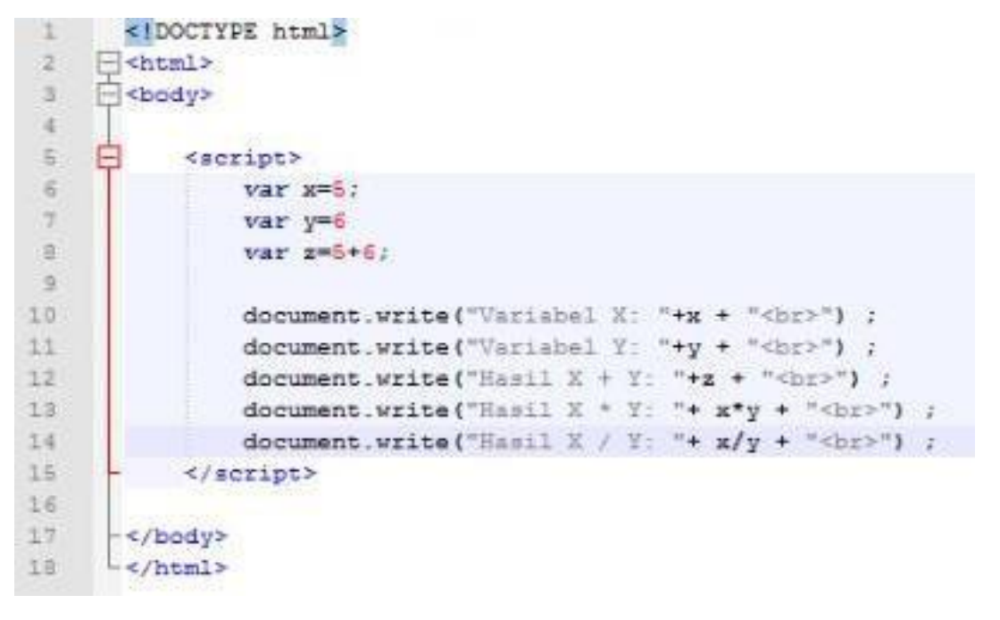 1 <!DOCTYPE html>
2 <html>
3 <body>
4
5 <script>
6 var x=5;
7 var y=6
8 var z=5+6;
9
10 document.write("Variabel X: "+x + "<br>") ;
11 document.write("Variabel Y: "+y + "<br>") ;
12 document.write("Hasil X + Y: "+z + "<br>") ;
13 document.write("Hasil X * Y: "+ x*y + "<br>") ;
14 document.write("Hasil X / Y: "+ x/y + "<br>") ;
15 </script>
16
17 </body>
18 </html>